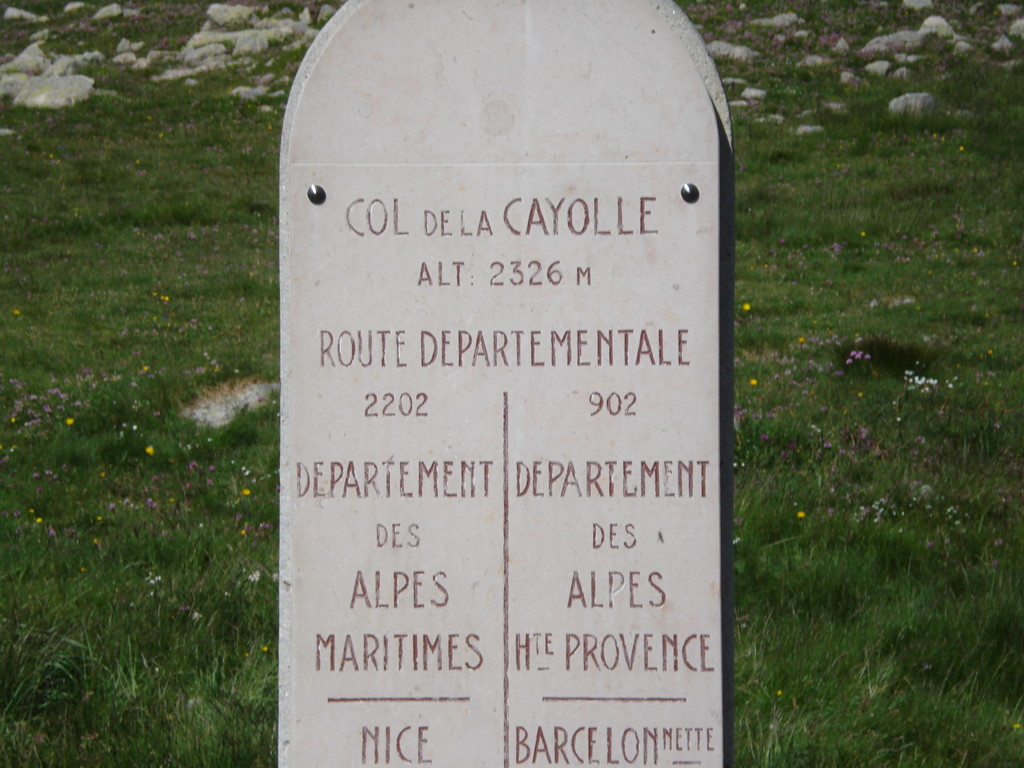 COL DE LA CAYOLLE
ALT: 2326 M
ROUTE DEPARTEMENTALE
2202
DEPARTEMENT
DES
ALPES
MARITIMES
NICE
902
DEPARTEMENT
DES
ALPES
HTE PROVENCE
BARCELONNETTE